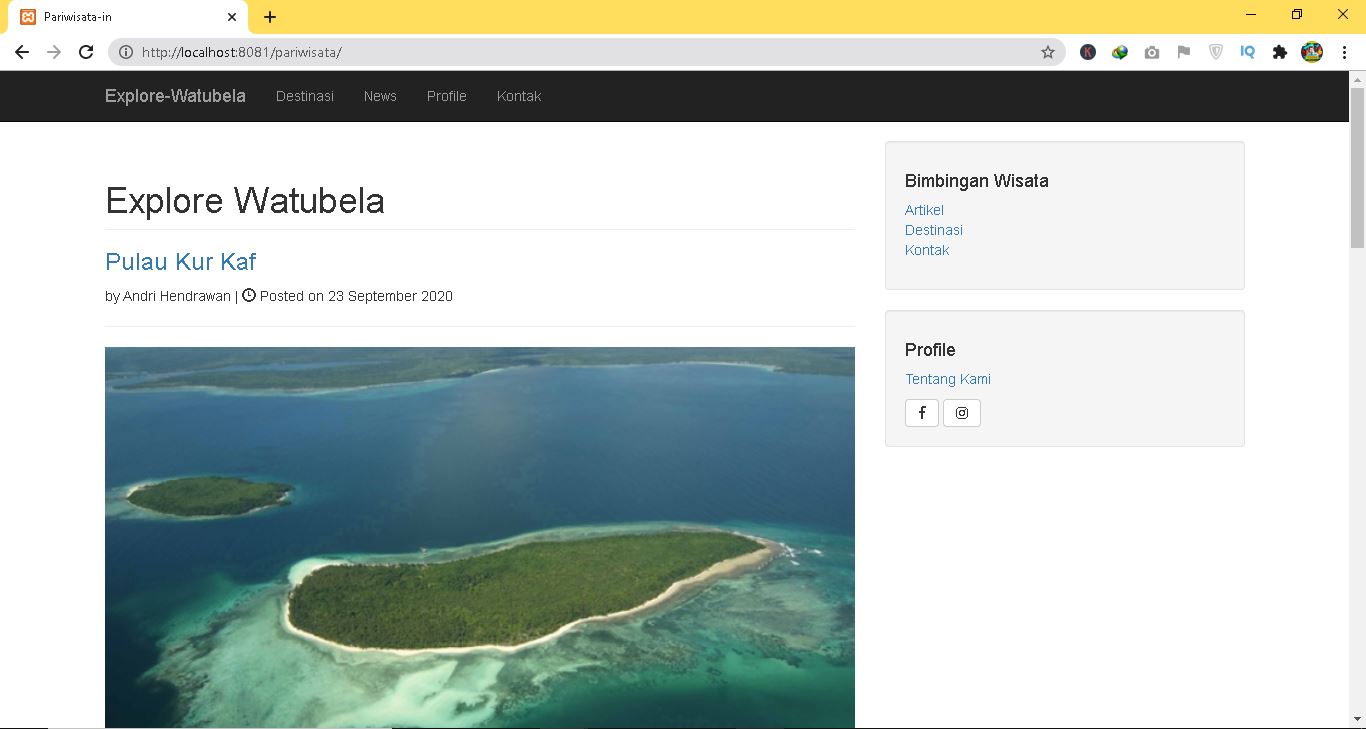 Pariwisata-in
http://localhost:8081/pariwisata/
Explore-Watubela Destinasi News Profile Kontak
Explore Watubela
Pulau Kur Kaf
by Andri Hendrawan | Posted on 23 September 2020
Bimbingan Wisata
Artikel
Destinasi
Kontak
Profile
Tentang Kami